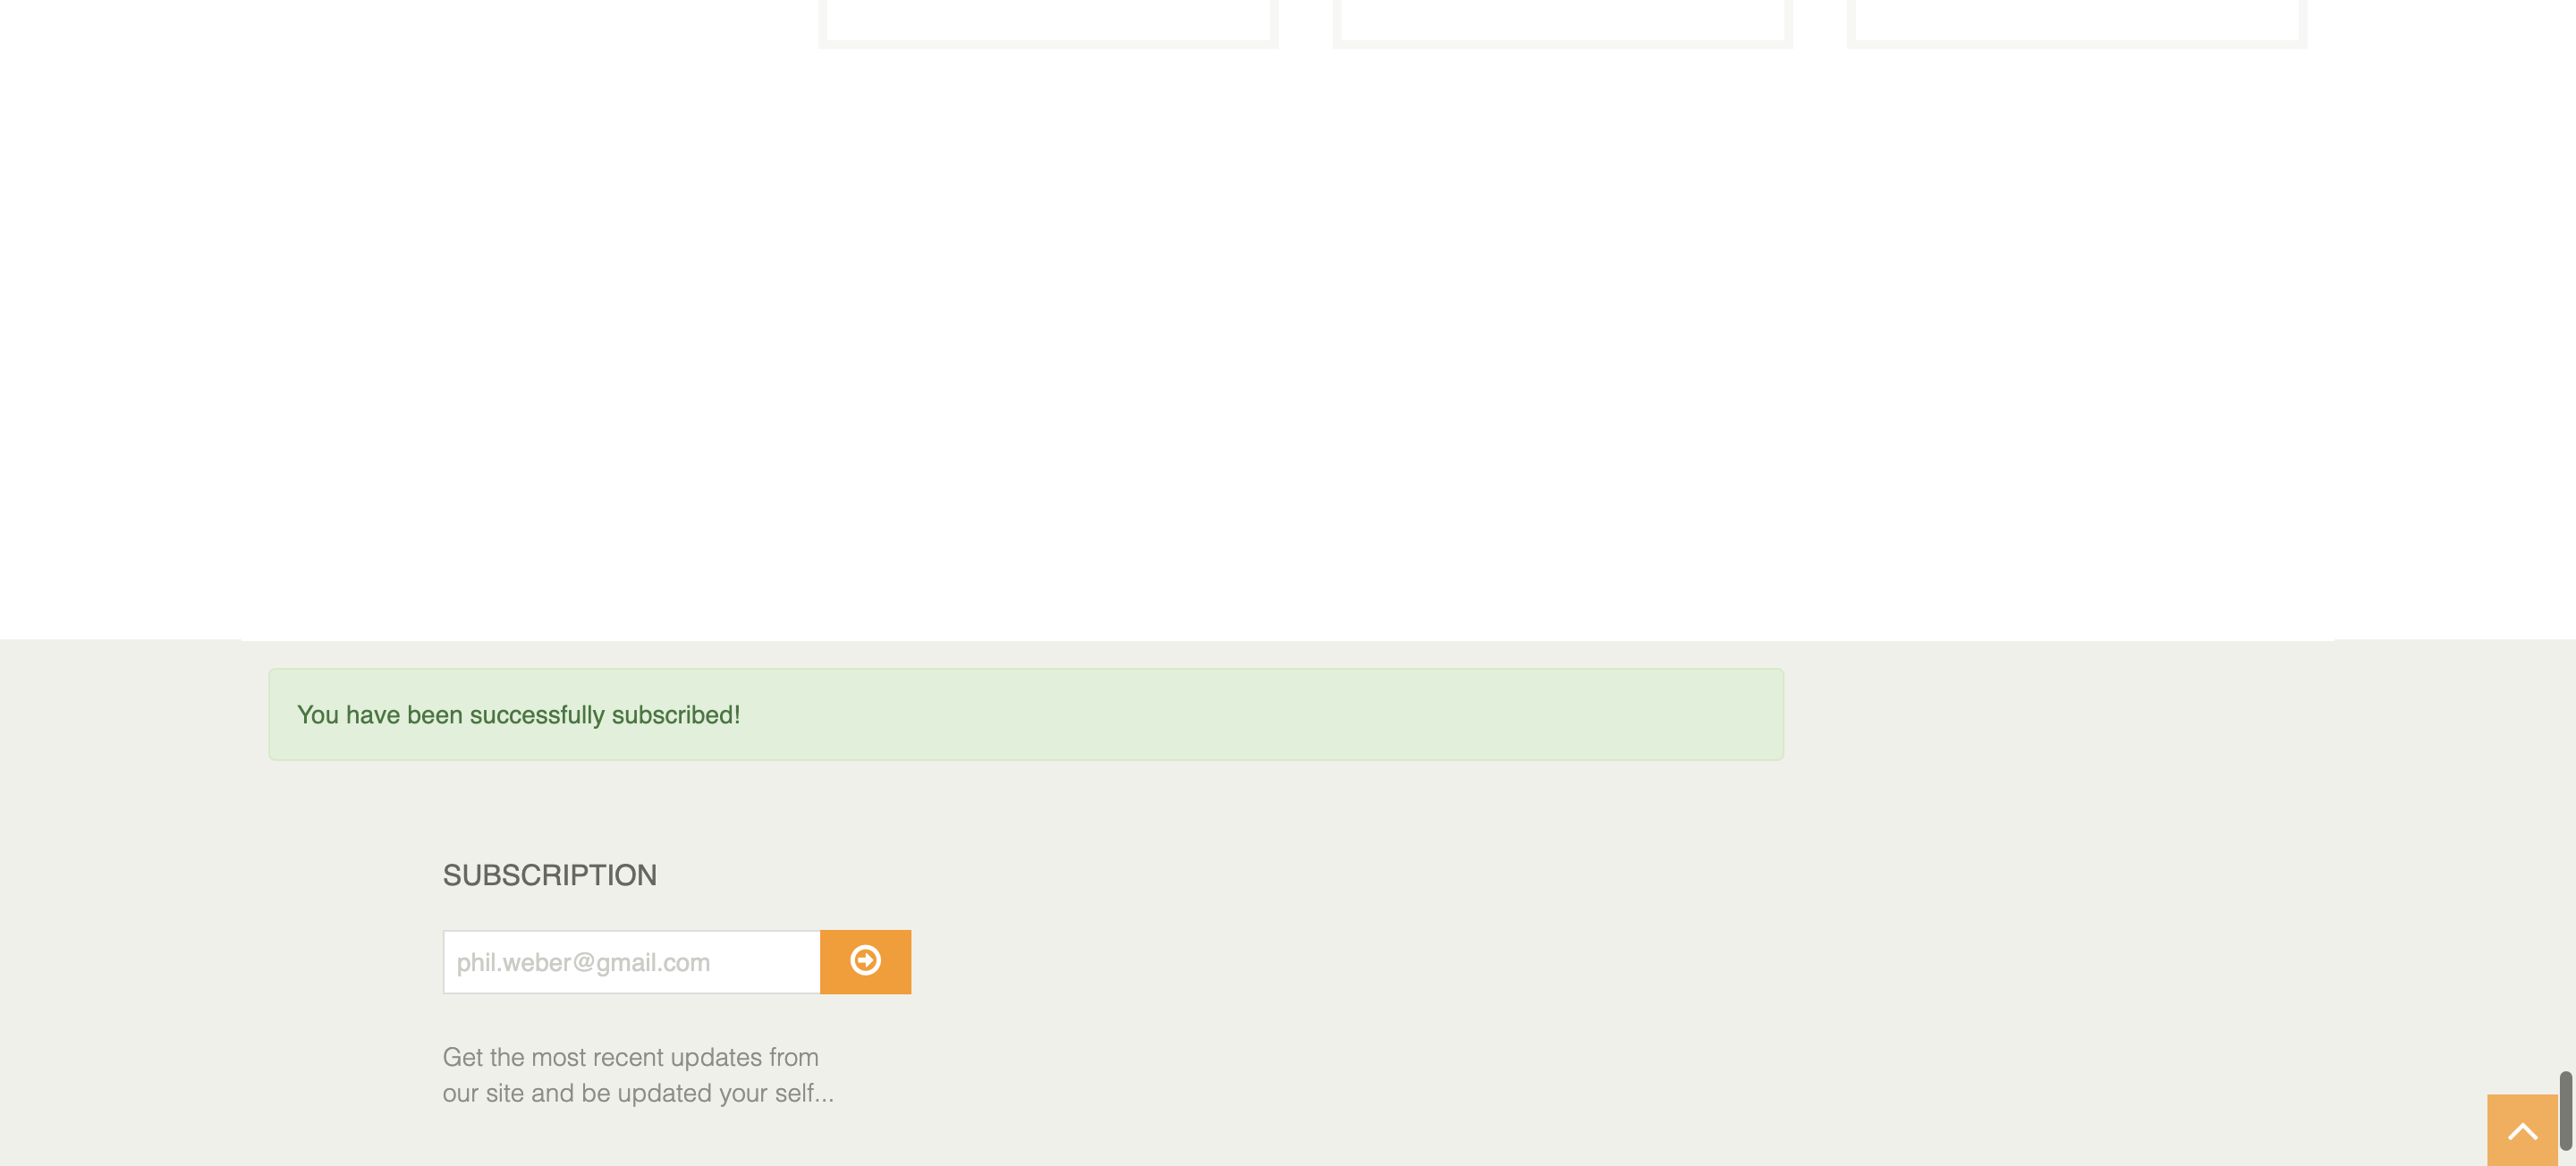 You have been successfully subscribed!
SUBSCRIPTION
phil.weber@gmail.com
Get the most recent updates from
our site and be updated your self...